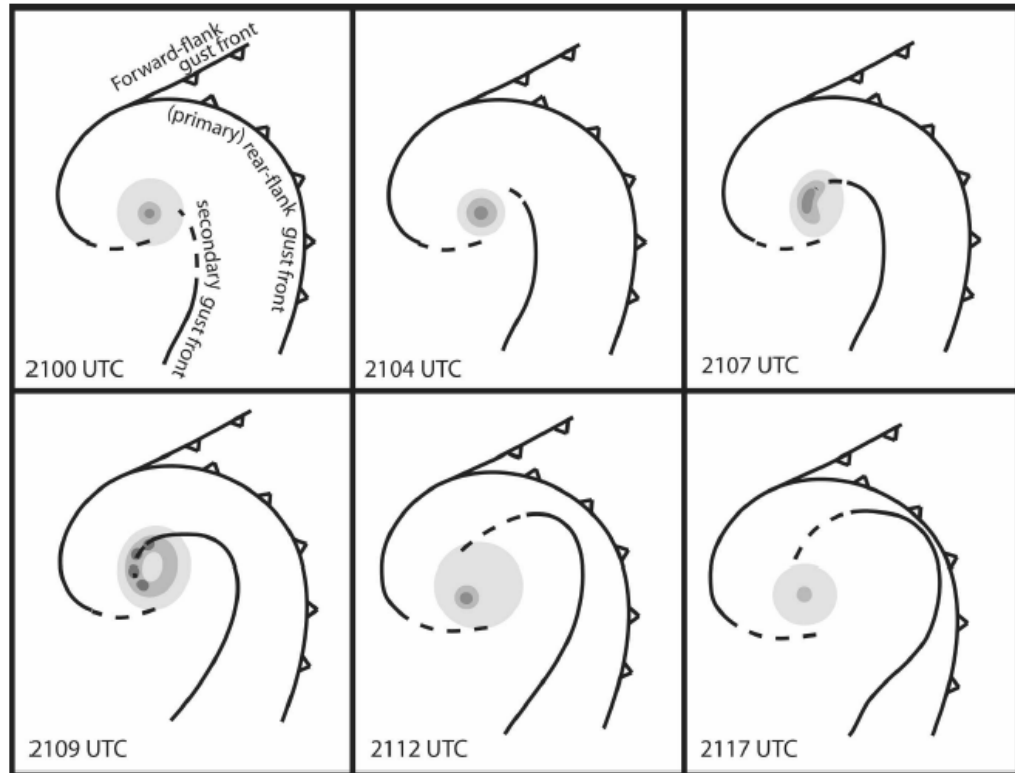 Forward-flank
gust front
(primary) rear-flank gust front
secondary gust front
2100 UTC
2104 UTC
2107 UTC
2109 UTC
2112 UTC
2117 UTC